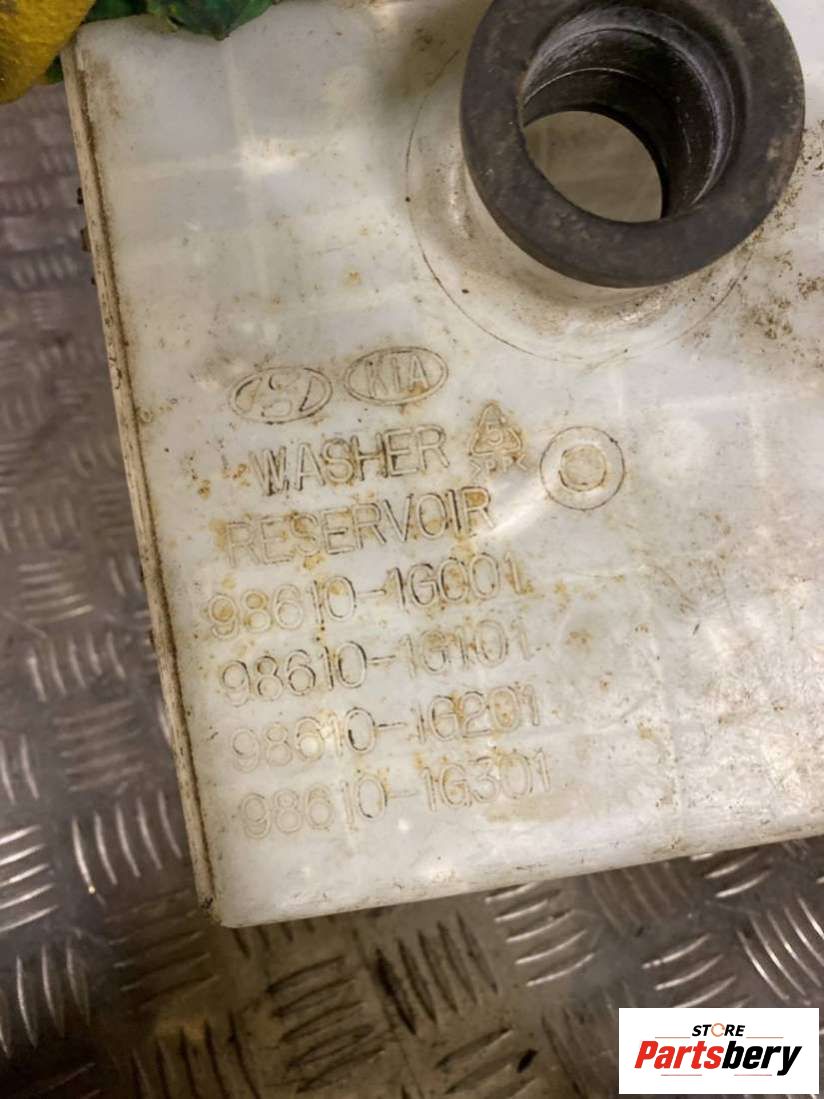 KIA
WASHER
RESERVOIR
98610-1G001
98610-1G101
98610-1G201
98610-1G301
STORE
Partsbery